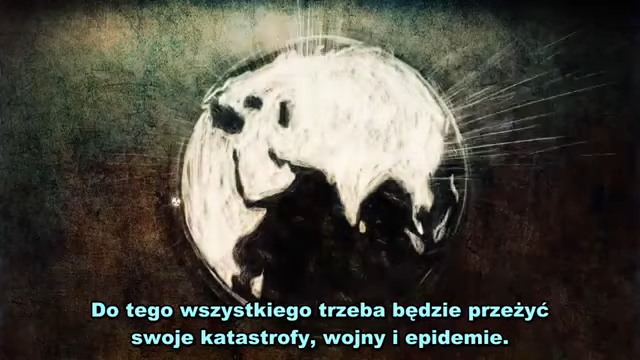 Do tego wszystkiego trzeba będzie przeżyć
swoje katastrofy, wojny i epidemie.